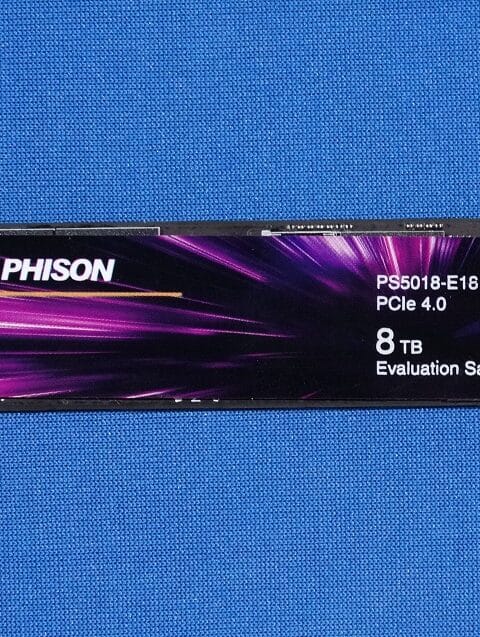 PHISON
PS5018-E18
PCIe 4.0
8 TB
Evaluation Sa